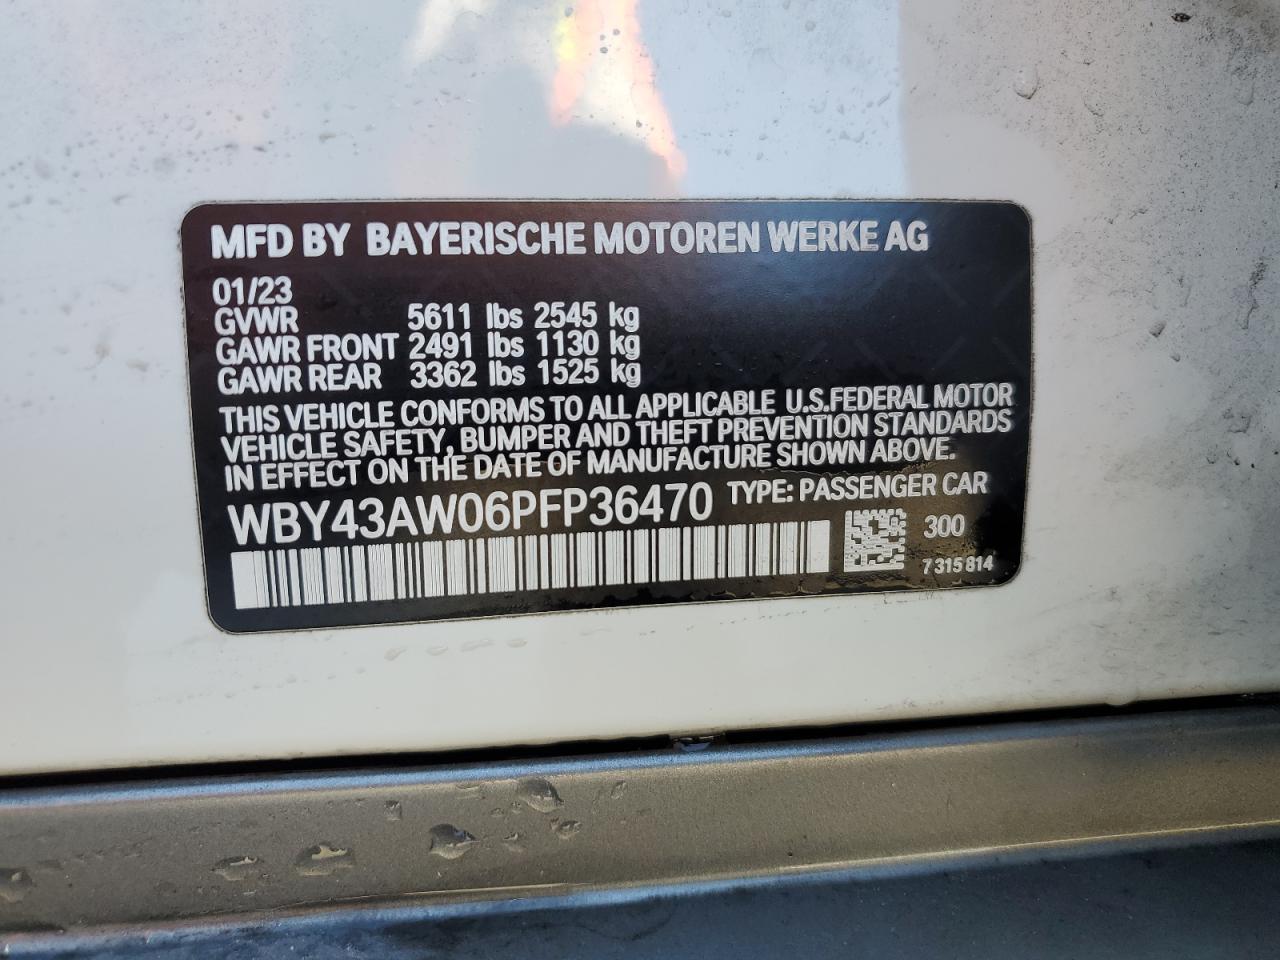 MFD BY BAYERISCHE MOTOREN WERKE AG
01/23
GVWR 5611 lbs 2545 kg
GAWR FRONT 2491 lbs 1130 kg
GAWR REAR 3362 lbs 1525 kg
THIS VEHICLE CONFORMS TO ALL APPLICABLE U.S.FEDERAL MOTOR
VEHICLE SAFETY, BUMPER AND THEFT PREVENTION STANDARDS
IN EFFECT ON THE DATE OF MANUFACTURE SHOWN ABOVE.
WBY43AW06PFP36470 TYPE: PASSENGER CAR
300
7 315 814